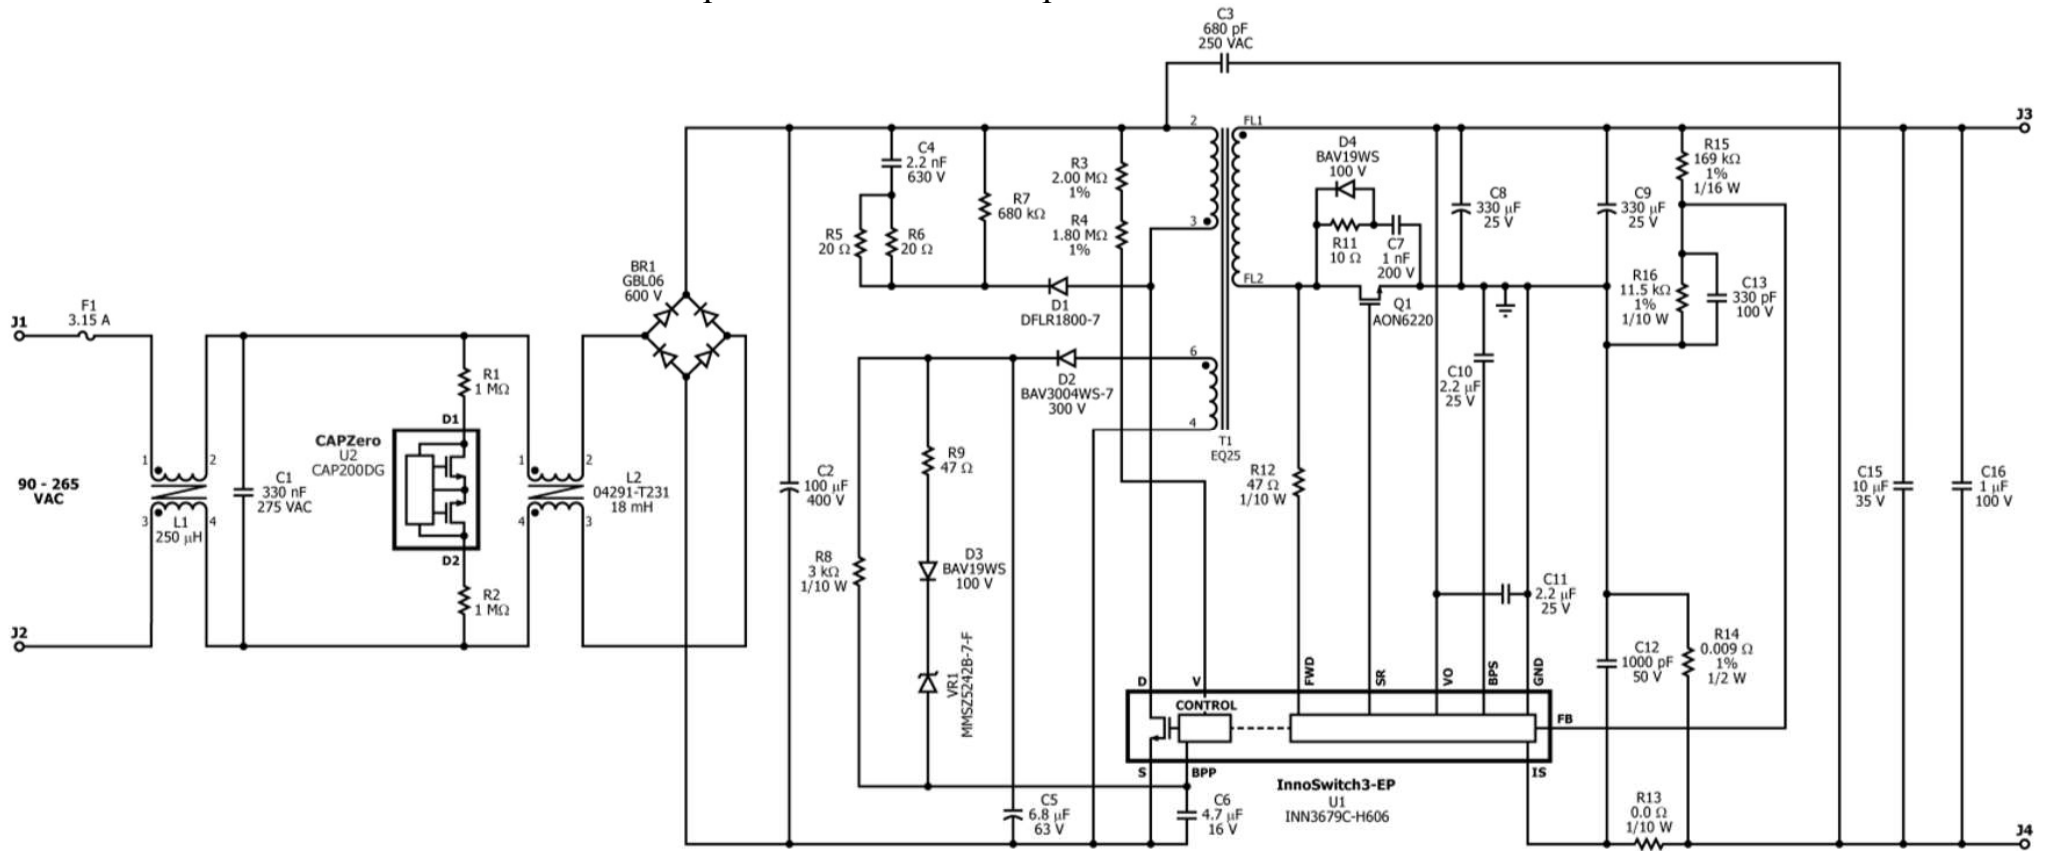 C3
680 pF
250 VAC
J3
2
FL1
C4
2.2 nF
630 V
R3
2.00 MΩ
1%
D4
BAV19WS
100 V
R15
169 kΩ
1%
1/16 W
R7
680 kΩ
C8
330 µF
25 V
C9
330 µF
25 V
R5
20 Ω
R6
20 Ω
R4
1.80 MΩ
1%
3
R11
10 Ω
C7
1 nF
200 V
BR1
GBL06
600 V
FL2
R16
11.5 kΩ
1%
1/10 W
C13
330 pF
100 V
D1
DFLR1800-7
Q1
AON6220
F1
3.15 A
J1
6
D2
BAV3004WS-7
300 V
C10
2.2 µF
25 V
R1
1 MΩ
D1
4
T1
EQ25
CAPZero
U2
CAP200DG
R9
47 Ω
1
2
1
2
90 - 265
VAC
C1
330 nF
275 VAC
L2
04291-T231
18 mH
C2
100 µF
400 V
R12
47 Ω
1/10 W
C15
10 µF
35 V
C16
1 µF
100 V
3
4
L1
250 µH
4
3
D2
R8
3 kΩ
1/10 W
D3
BAV19WS
100 V
C11
2.2 µF
25 V
R2
1 MΩ
J2
VR1
MMSZ5242B-7-F
C12
1000 pF
50 V
R14
0.009 Ω
1%
1/2 W
D
V
FWD
SR
VO
BPS
GND
CONTROL
FB
S
BPP
IS
InnoSwitch3-EP
U1
INN3679C-H606
C5
6.8 µF
63 V
C6
4.7 µF
16 V
R13
0.0 Ω
1/10 W
J4